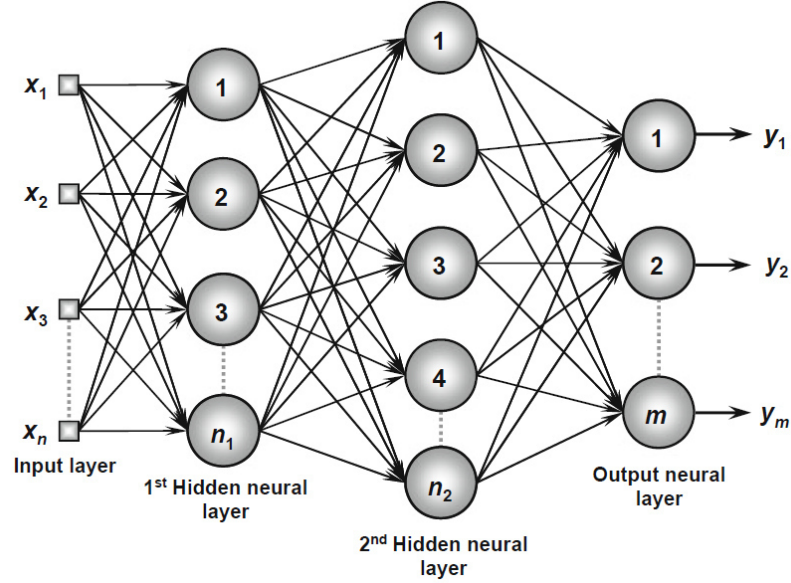 x1
x2
x3
xn
Input layer
1
2
3
n1
1st Hidden neural
layer
1
2
3
4
n2
2nd Hidden neural
layer
1
2
m
Output neural
layer
y1
y2
ym